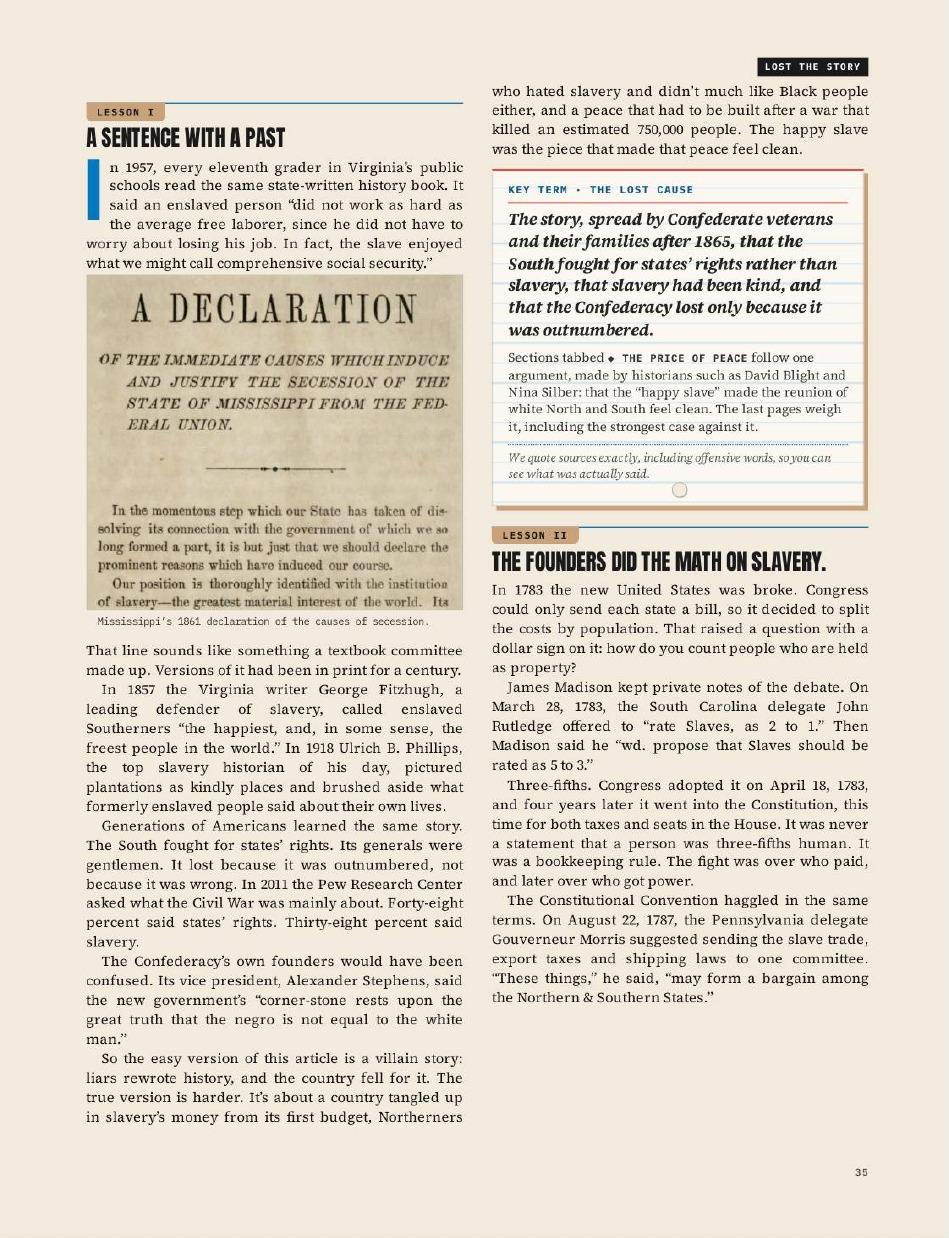 LOST THE STORY
LESSON I
A SENTENCE WITH A PAST
In 1957, every eleventh grader in Virginia's public
schools read the same state-written history book. It
said an enslaved person “did not work as hard as
the average free laborer, since he did not have to
worry about losing his job. In fact, the slave enjoyed
what we might call comprehensive social security.”
A DECLARATION
OF THE IMMEDIATE CAUSES WHICH INDUCE
AND JUSTIFY THE SECESSION OF THE
STATE OF MISSISSIPPI FROM THE FED-
ERAL UNION.
In the momentous step which our State has taken of dis-
solving its connection with the government of which we so
long formed a part, it is but just that we should declare the
prominent reasons which have induced our course.
Our position is thoroughly identified with the institution
of slavery—the greatest material interest of the world. Its
Mississippi's 1861 declaration of the causes of secession.
That line sounds like something a textbook committee
made up. Versions of it had been in print for a century.
In 1857 the Virginia writer George Fitzhugh, a
leading defender of slavery, called enslaved
Southerners “the happiest, and, in some sense, the
freest people in the world.” In 1918 Ulrich B. Phillips,
the top slavery historian of his day, pictured
plantations as kindly places and brushed aside what
formerly enslaved people said about their own lives.
Generations of Americans learned the same story.
The South fought for states' rights. Its generals were
gentlemen. It lost because it was outnumbered, not
because it was wrong. In 2011 the Pew Research Center
asked what the Civil War was mainly about. Forty-eight
percent said states' rights. Thirty-eight percent said
slavery.
The Confederacy's own founders would have been
confused. Its vice president, Alexander Stephens, said
the new government's “corner-stone rests upon the
great truth that the negro is not equal to the white
man.”
So the easy version of this article is a villain story:
liars rewrote history, and the country fell for it. The
true version is harder. It's about a country tangled up
in slavery's money from its first budget, Northerners
who hated slavery and didn't much like Black people
either, and a peace that had to be built after a war that
killed an estimated 750,000 people. The happy slave
was the piece that made that peace feel clean.
KEY TERM · THE LOST CAUSE
The story, spread by Confederate veterans
and their families after 1865, that the
South fought for states' rights rather than
slavery, that slavery had been kind, and
that the Confederacy lost only because it
was outnumbered.
Sections tabbed ◆ THE PRICE OF PEACE follow one
argument, made by historians such as David Blight and
Nina Silber: that the “happy slave” made the reunion of
white North and South feel clean. The last pages weigh
it, including the strongest case against it.
We quote sources exactly, including offensive words, so you can
see what was actually said.
LESSON II
THE FOUNDERS DID THE MATH ON SLAVERY.
In 1783 the new United States was broke. Congress
could only send each state a bill, so it decided to split
the costs by population. That raised a question with a
dollar sign on it: how do you count people who are held
as property?
James Madison kept private notes of the debate. On
March 28, 1783, the South Carolina delegate John
Rutledge offered to “rate Slaves, as 2 to 1.” Then
Madison said he “wd. propose that Slaves should be
rated as 5 to 3.”
Three-fifths. Congress adopted it on April 18, 1783,
and four years later it went into the Constitution, this
time for both taxes and seats in the House. It was never
a statement that a person was three-fifths human. It
was a bookkeeping rule. The fight was over who paid,
and later over who got power.
The Constitutional Convention haggled in the same
terms. On August 22, 1787, the Pennsylvania delegate
Gouverneur Morris suggested sending the slave trade,
export taxes and shipping laws to one committee.
“These things,” he said, “may form a bargain among
the Northern & Southern States.”
35